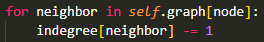 for neighbor in self.graph[node]:
    indegree[neighbor] -= 1